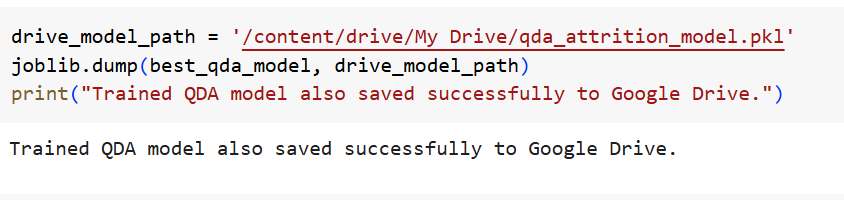 drive_model_path = '/content/drive/My Drive/qda_attrition_model.pkl'
joblib.dump(best_qda_model, drive_model_path)
print("Trained QDA model also saved successfully to Google Drive.")
Trained QDA model also saved successfully to Google Drive.